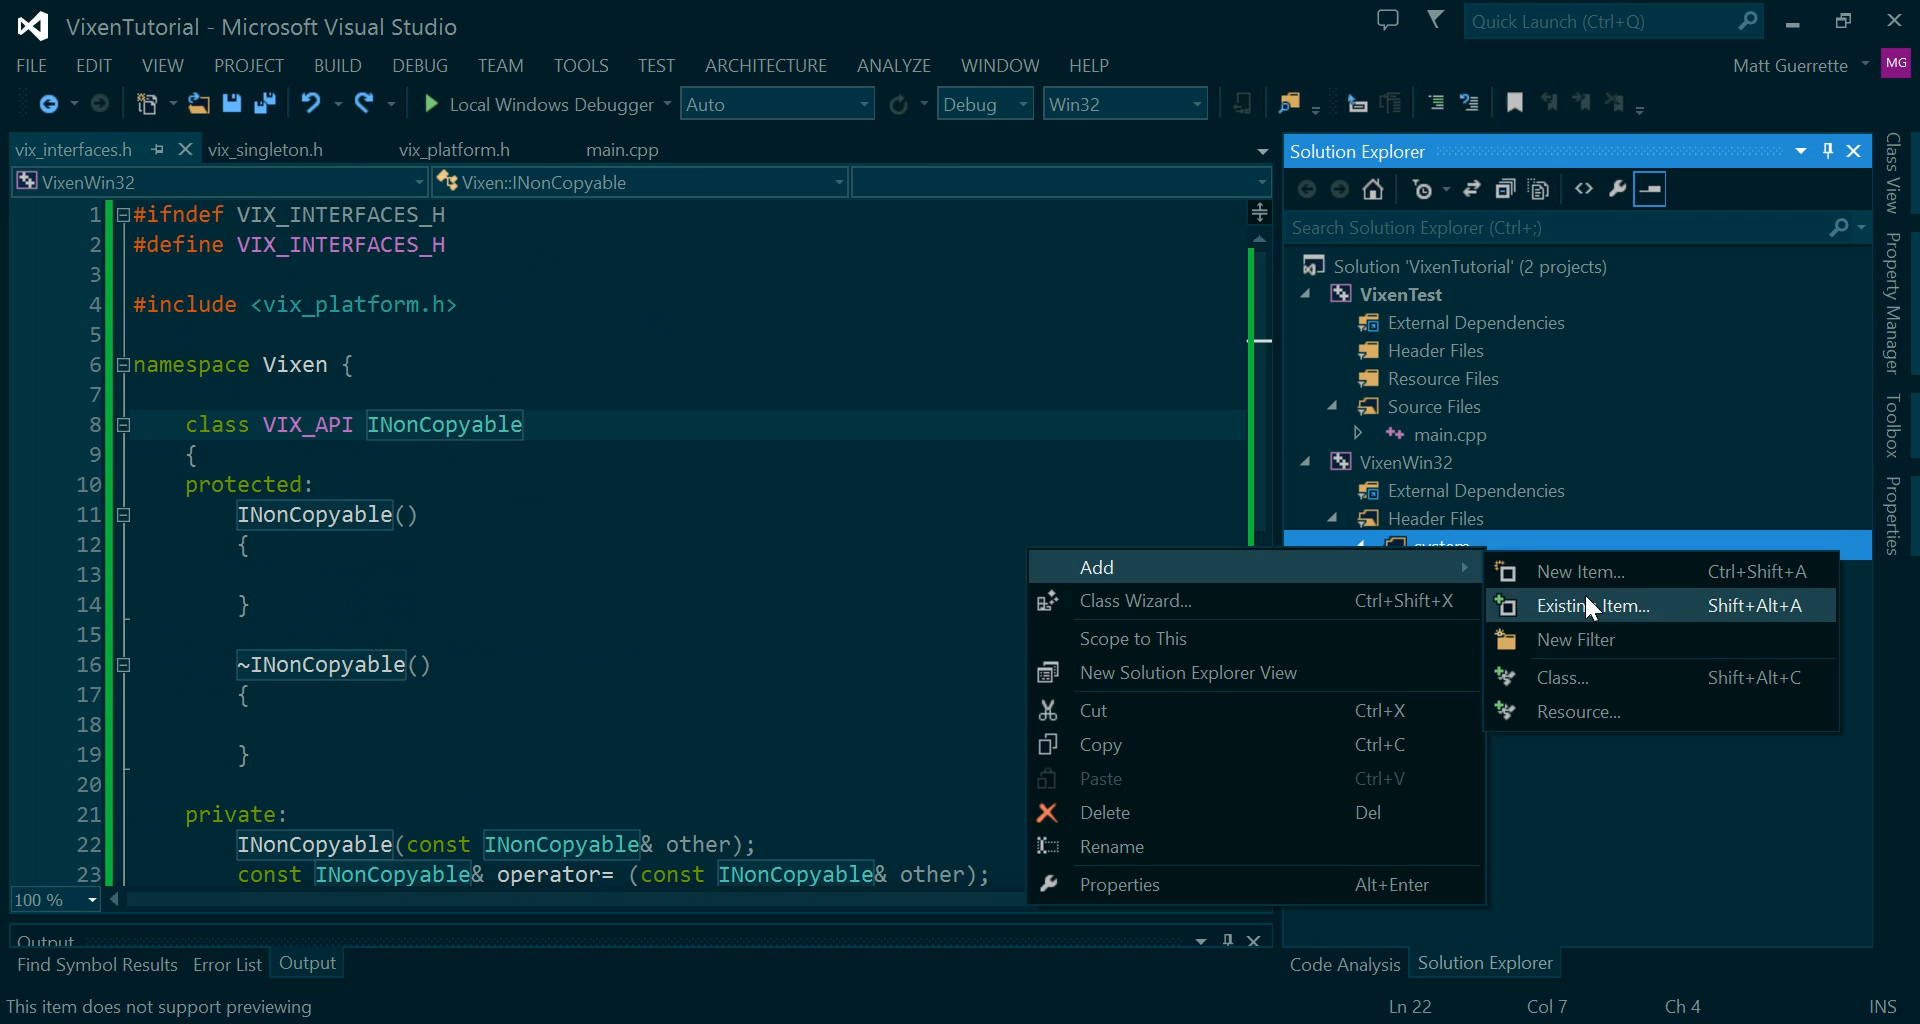 VixenTutorial - Microsoft Visual Studio
Quick Launch (Ctrl+Q)
FILE EDIT VIEW PROJECT BUILD DEBUG TEAM TOOLS TEST ARCHITECTURE ANALYZE WINDOW HELP
Matt Guerrette MG
Local Windows Debugger Auto Debug Win32
vix_interfaces.h vix_singleton.h vix_platform.h main.cpp
VixenWin32 Vixen::INonCopyable
1 #ifndef VIX_INTERFACES_H
2 #define VIX_INTERFACES_H
3
4 #include <vix_platform.h>
5
6 namespace Vixen {
7
8 class VIX_API INonCopyable
9 {
10 protected:
11 INonCopyable()
12 {
13
14 }
15
16 ~INonCopyable()
17 {
18
19 }
20
21 private:
22 INonCopyable(const INonCopyable& other);
23 const INonCopyable& operator= (const INonCopyable& other);
100 %
Output
Find Symbol Results Error List Output
Solution Explorer
Search Solution Explorer (Ctrl+;)
Solution 'VixenTutorial' (2 projects)
VixenTest
External Dependencies
Header Files
Resource Files
Source Files
main.cpp
VixenWin32
External Dependencies
Header Files
system
Add
Class Wizard... Ctrl+Shift+X
Scope to This
New Solution Explorer View
Cut Ctrl+X
Copy Ctrl+C
Paste Ctrl+V
Delete Del
Rename
Properties Alt+Enter
New Item... Ctrl+Shift+A
Existing Item... Shift+Alt+A
New Filter
Class... Shift+Alt+C
Resource...
Class View
Property Manager
Toolbox
Properties
Code Analysis Solution Explorer
This item does not support previewing
Ln 22 Col 7 Ch 4 INS